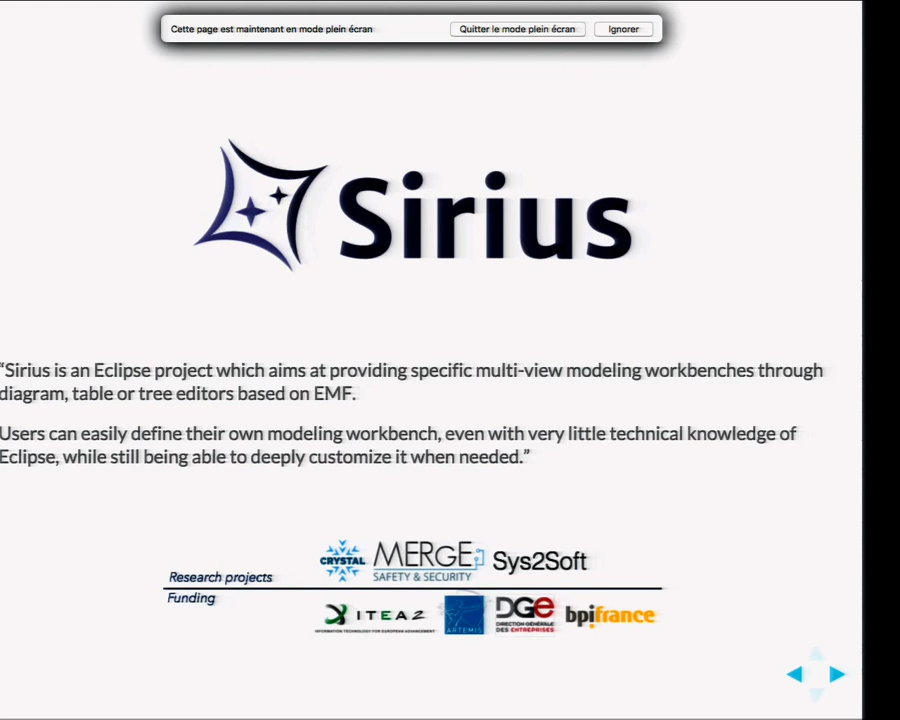 Cette page est maintenant en mode plein écran
Quitter le mode plein écran
Ignorer
Sirius
“Sirius is an Eclipse project which aims at providing specific multi-view modeling workbenches through
diagram, table or tree editors based on EMF.
Users can easily define their own modeling workbench, even with very little technical knowledge of
Eclipse, while still being able to deeply customize it when needed.”
CRYSTAL
MERGE
SAFETY & SECURITY
Sys2Soft
Research projects
Funding
ITEA2
INFORMATION TECHNOLOGY FOR EUROPEAN ADVANCEMENT
ARTEMIS
DGE
DIRECTION GÉNÉRALE
DES ENTREPRISES
bpifrance